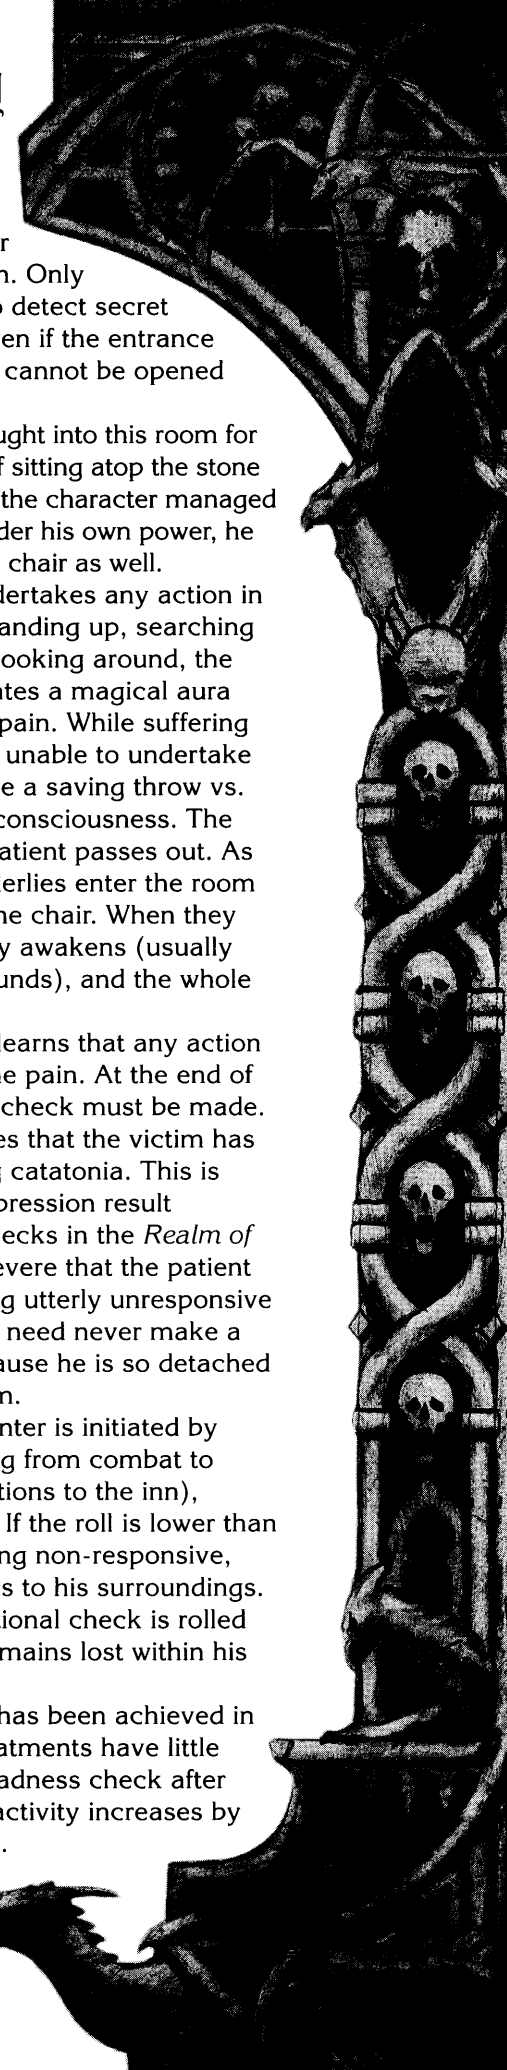 r
n. Only
detect secret
en if the entrance
cannot be opened
ught into this room for
f sitting atop the stone
the character managed
der his own power, he
chair as well.
dertakes any action in
anding up, searching
ooking around, the
ates a magical aura
pain. While suffering
unable to undertake
e a saving throw vs.
consciousness. The
atient passes out. As
erlies enter the room
he chair. When they
y awakens (usually
unds), and the whole
learns that any action
e pain. At the end of
check must be made.
es that the victim has
catatonia. This is
pression result
ecks in the Realm of
evere that the patient
g utterly unresponsive
need never make a
ause he is so detached
m.
nter is initiated by
g from combat to
tions to the inn),
If the roll is lower than
ng non-responsive,
s to his surroundings.
ional check is rolled
mains lost within his
has been achieved in
atments have little
adness check after
activity increases by
.